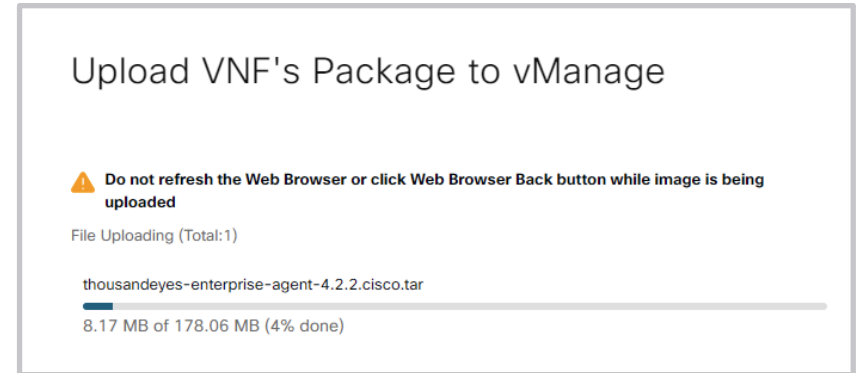 Upload VNF's Package to vManage
Do not refresh the Web Browser or click Web Browser Back button while image is being
uploaded
File Uploading (Total:1)
thousandeyes-enterprise-agent-4.2.2.cisco.tar
8.17 MB of 178.06 MB (4% done)